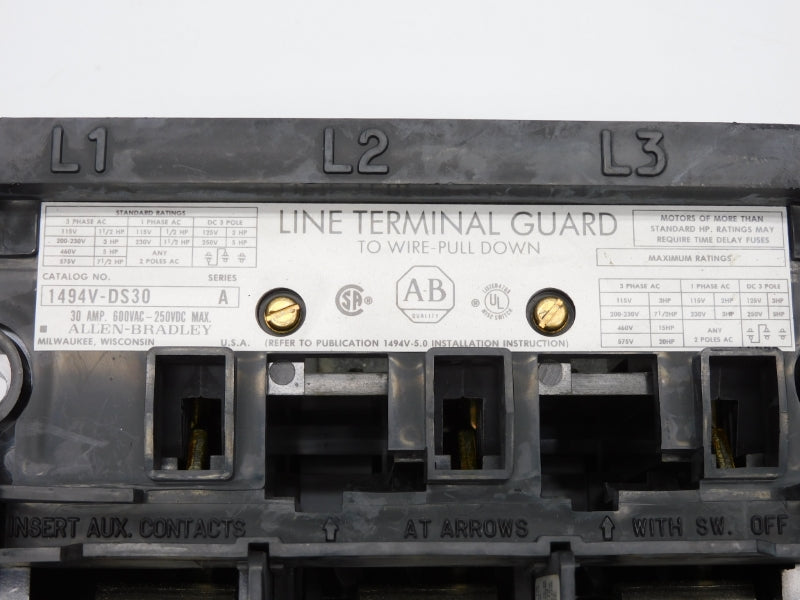 L1 L2 L3
STANDARD RATINGS
3 PHASE AC 1 PHASE AC DC 3 POLE
115V 1 1/2 HP 115V 1/2 HP 125V 3 HP
200-230V 3 HP 230V 1 1/2 HP 250V 5 HP
460V 5 HP ANY
575V 7 1/2 HP 2 POLES AC
CATALOG NO. SERIES
1494V-DS30 A
30 AMP. 600VAC-250VDC MAX.
ALLEN-BRADLEY
MILWAUKEE, WISCONSIN U.S.A.
LINE TERMINAL GUARD
TO WIRE-PULL DOWN
SA
A-B
QUALITY
UL
(REFER TO PUBLICATION 1494V-5.0 INSTALLATION INSTRUCTION)
MOTORS OF MORE THAN
STANDARD HP. RATINGS MAY
REQUIRE TIME DELAY FUSES
MAXIMUM RATINGS
3 PHASE AC 1 PHASE AC DC 3 POLE
115V 3HP 115V 2HP 125V 3HP
200-230V 7 1/2HP 230V 3HP 250V 5HP
460V 15HP ANY
575V 20HP 2 POLES AC
INSERT AUX. CONTACTS AT ARROWS WITH SW. OFF